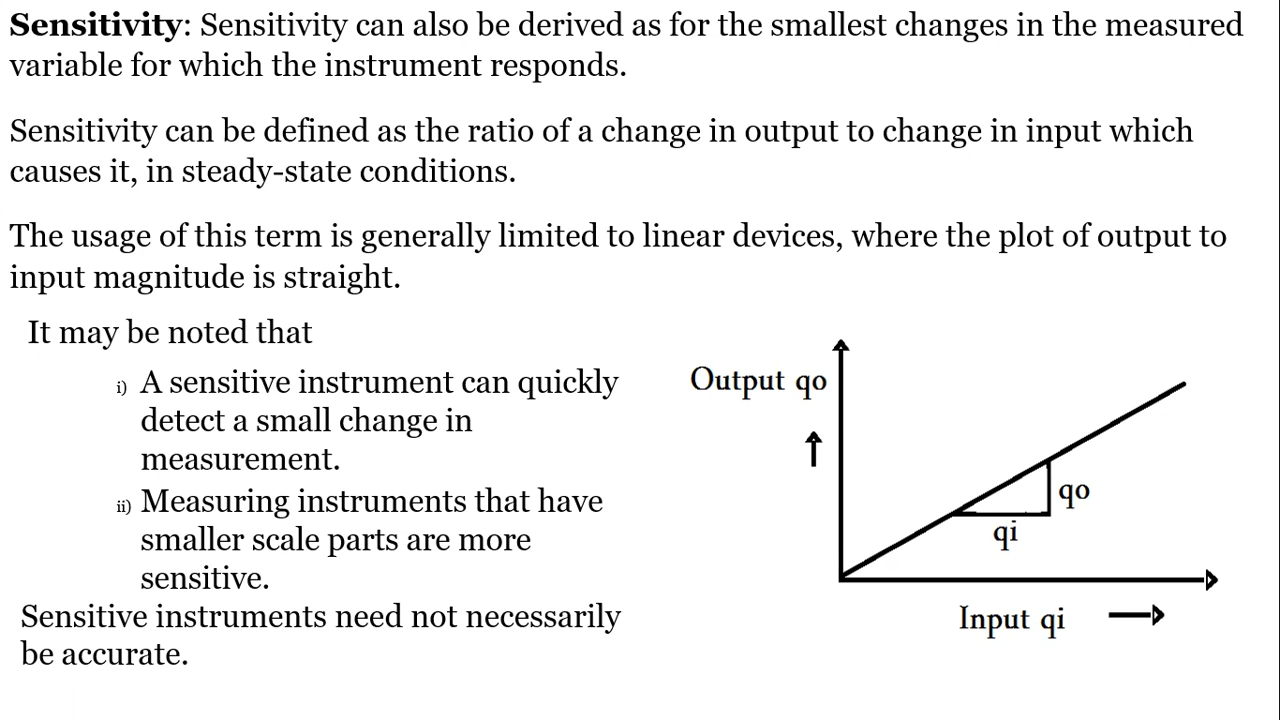 Sensitivity: Sensitivity can also be derived as for the smallest changes in the measured
variable for which the instrument responds.
Sensitivity can be defined as the ratio of a change in output to change in input which
causes it, in steady-state conditions.
The usage of this term is generally limited to linear devices, where the plot of output to
input magnitude is straight.
It may be noted that
i) A sensitive instrument can quickly
detect a small change in
measurement.
ii) Measuring instruments that have
smaller scale parts are more
sensitive.
Sensitive instruments need not necessarily
be accurate.
Output qo
qo
qi
Input qi